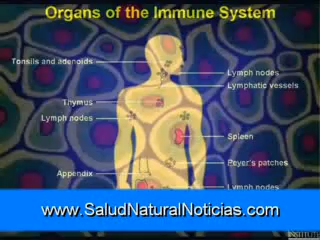 Organs of the Immune System
Tonsils and adenoids
Lymph nodes
Lymphatic vessels
Thymus
Lymph nodes
Spleen
Peyer's patches
Appendix
Lymph nodes
www.SaludNaturalNoticias.com